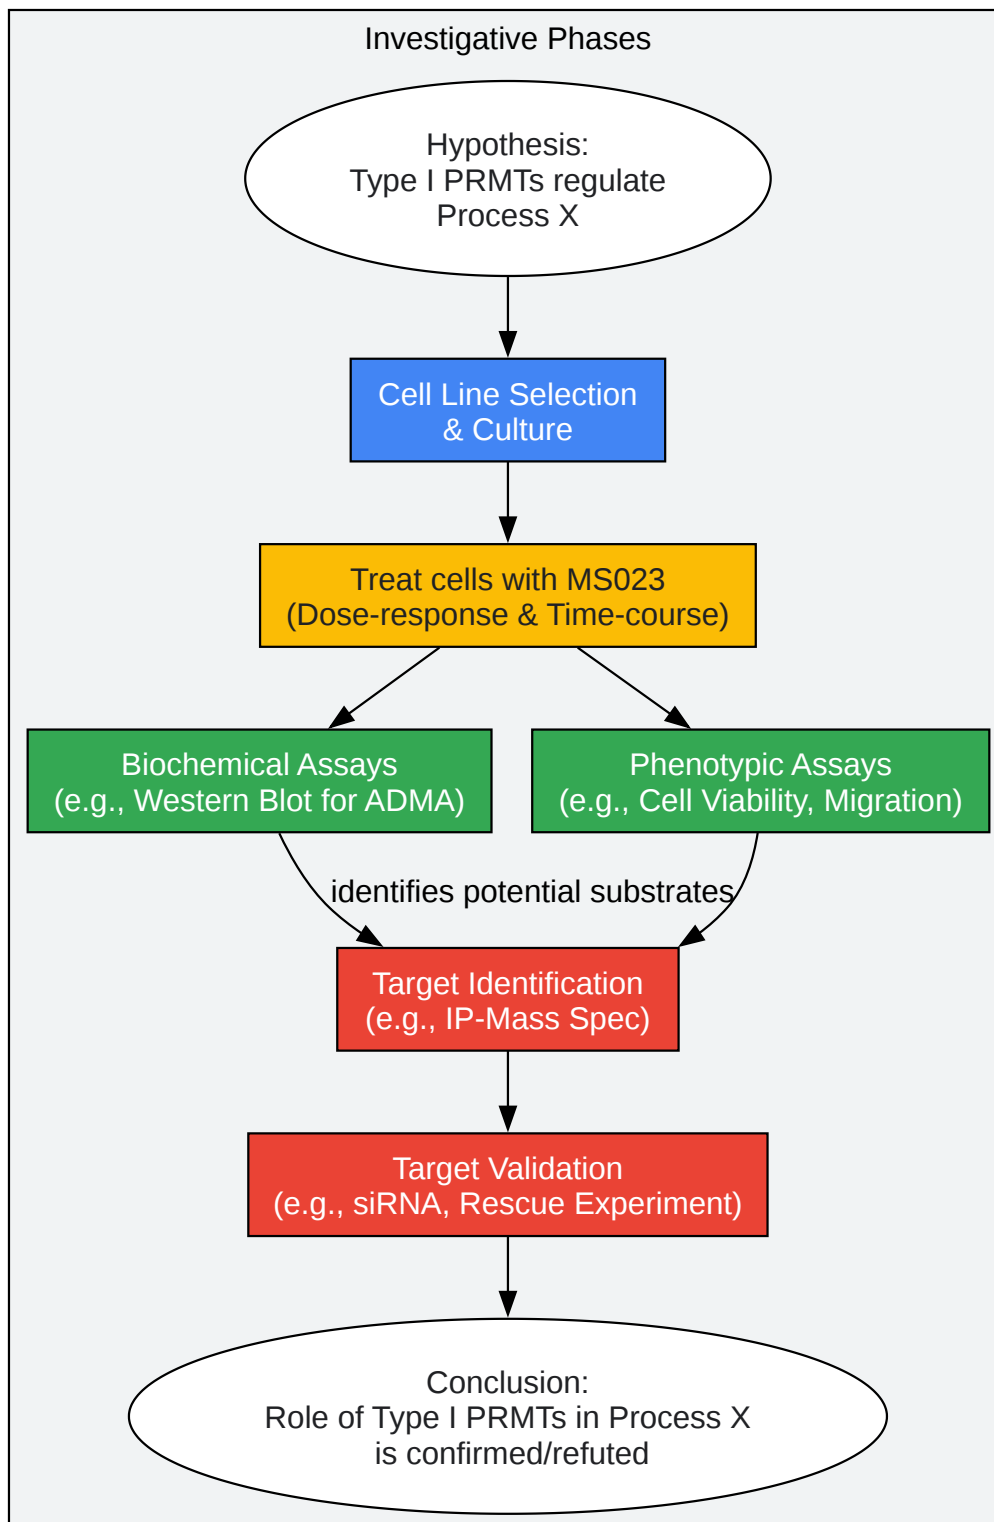 Investigative Phases
Hypothesis:
Type I PRMTs regulate
Process X
Cell Line Selection
& Culture
Treat cells with MS023
(Dose-response & Time-course)
Biochemical Assays
(e.g., Western Blot for ADMA)
Phenotypic Assays
(e.g., Cell Viability, Migration)
identifies potential substrates
Target Identification
(e.g., IP-Mass Spec)
Target Validation
(e.g., siRNA, Rescue Experiment)
Conclusion:
Role of Type I PRMTs in Process X
is confirmed/refuted